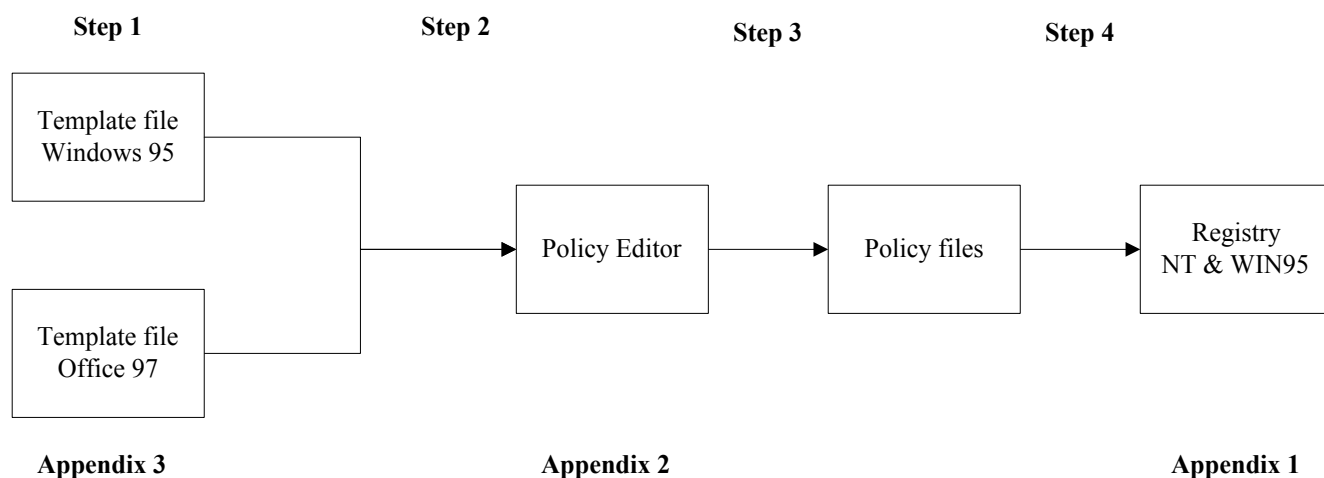 Step 1
Step 2
Step 3
Step 4
Template file
Windows 95
Template file
Office 97
Policy Editor
Policy files
Registry
NT & WIN95
Appendix 3
Appendix 2
Appendix 1